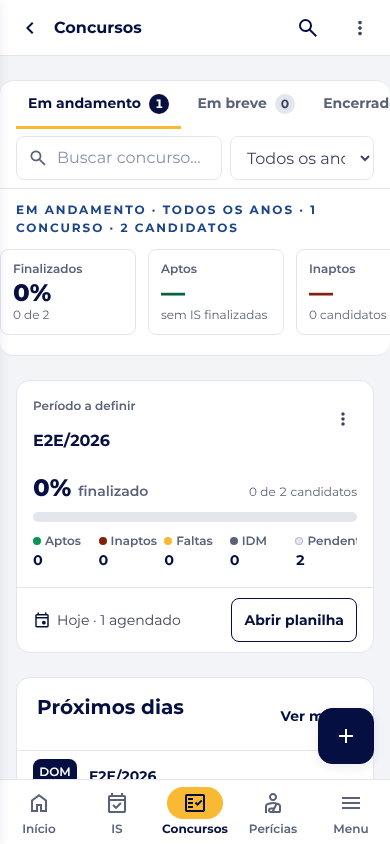 Concursos
Em andamento 1 Em breve 0 Encerrad
Buscar concurso... Todos os ano
EM ANDAMENTO · TODOS OS ANOS · 1
CONCURSO · 2 CANDIDATOS
Finalizados Aptos Inaptos
0% — —
0 de 2 sem IS finalizadas 0 candidatos
Período a definir
E2E/2026
0% finalizado 0 de 2 candidatos
Aptos Inaptos Faltas IDM Pendent
0 0 0 0 2
Hoje · 1 agendado Abrir planilha
Próximos dias
Ver m
DOM E2E/2026
Início IS Concursos Perícias Menu